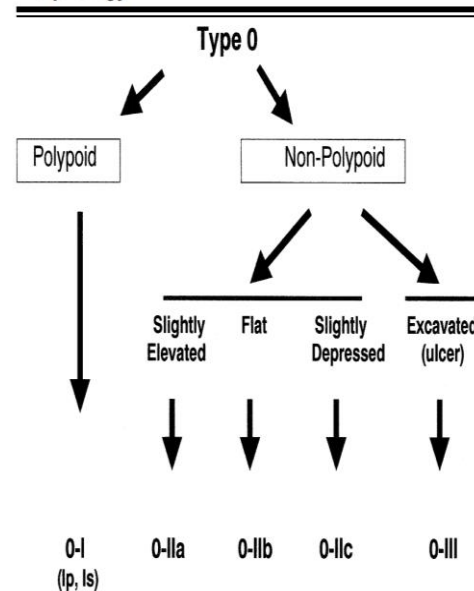 Type 0
Polypoid Non-Polypoid
Slightly Flat Slightly Excavated
Elevated Depressed (ulcer)
0-I 0-IIa 0-IIb 0-IIc 0-III
(Ip, Is)